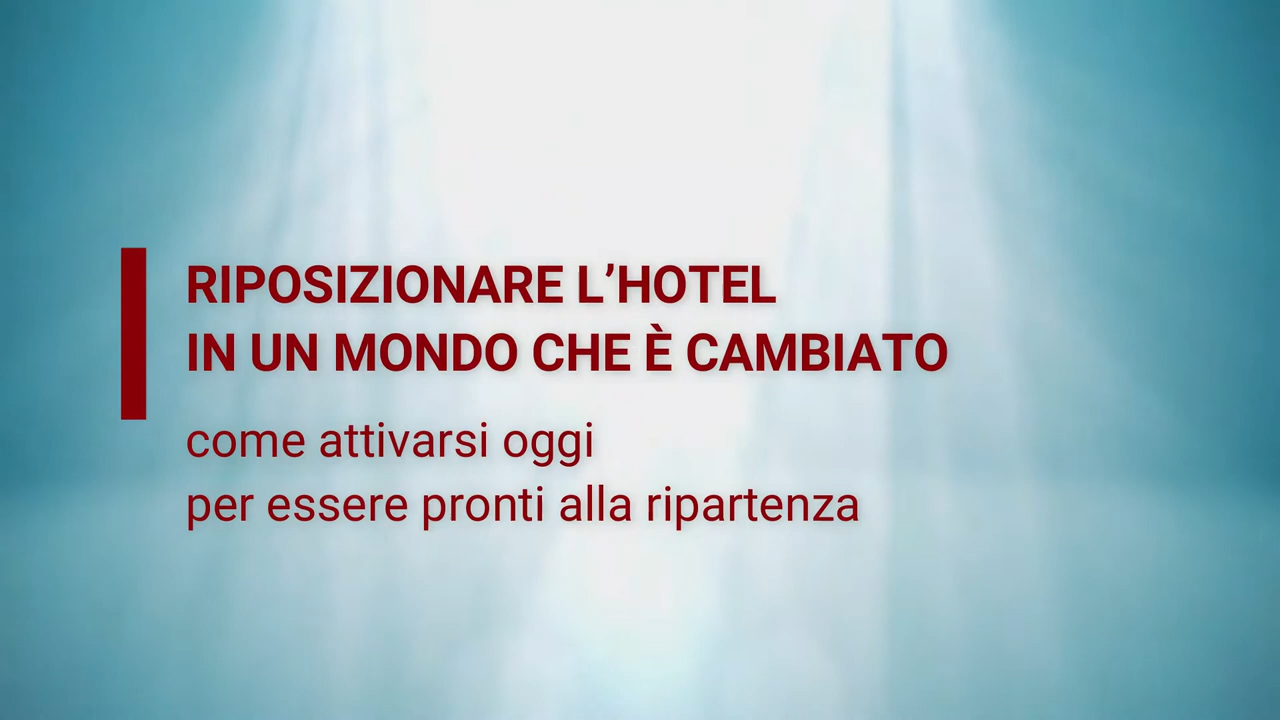 RIPOSIZIONARE L’HOTEL
IN UN MONDO CHE È CAMBIATO
come attivarsi oggi
per essere pronti alla ripartenza